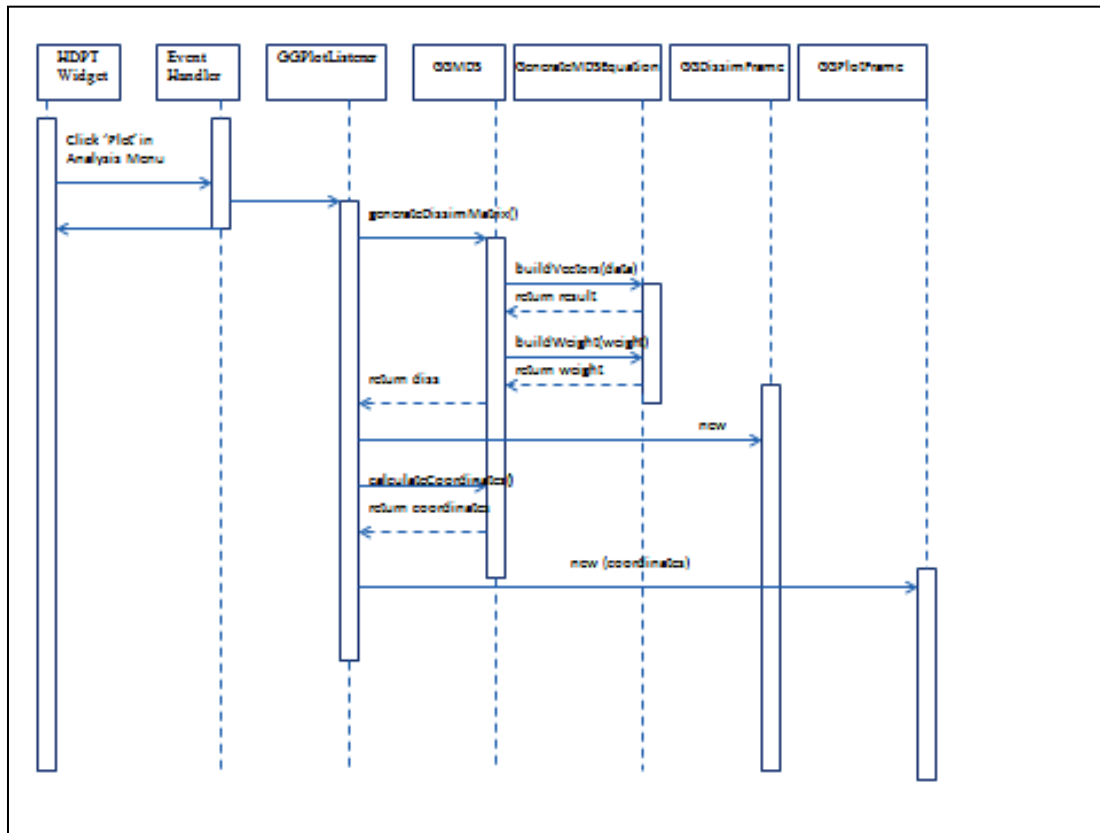 HDPT
Widget
Event
Handler
GGPlotListener
GGMDS
GenerateMDSEquation
GGDissimFrame
GGPlotFrame
Click 'Plot' in
Analysis Menu
generateDissimMatrix()
buildVectors(data)
return result
buildWeight(weight)
return weight
return diss
new
calculateCoordinates()
return coordinates
new (coordinates)